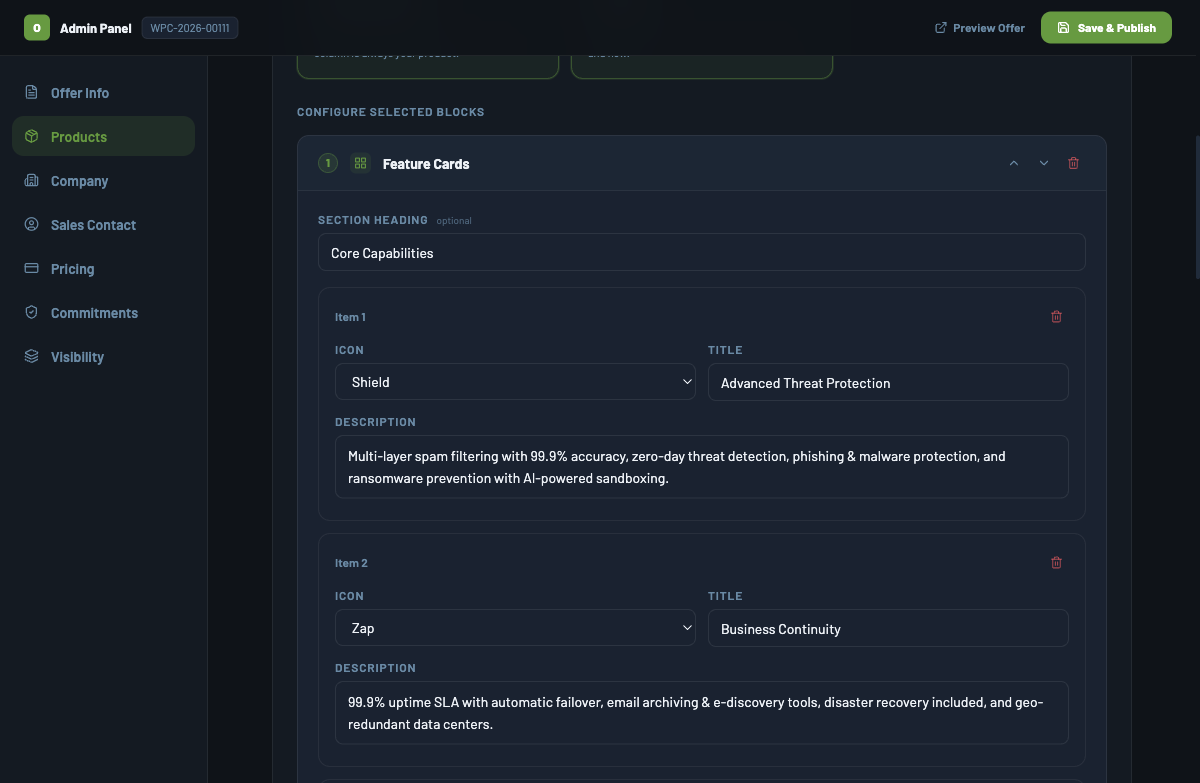 O Admin Panel WPC-2026-00111 Preview Offer Save & Publish
Offer Info
Products
Company
Sales Contact
Pricing
Commitments
Visibility
CONFIGURE SELECTED BLOCKS
1 Feature Cards
SECTION HEADING optional
Core Capabilities
Item 1
ICON TITLE
Shield Advanced Threat Protection
DESCRIPTION
Multi-layer spam filtering with 99.9% accuracy, zero-day threat detection, phishing & malware protection, and
ransomware prevention with AI-powered sandboxing.
Item 2
ICON TITLE
Zap Business Continuity
DESCRIPTION
99.9% uptime SLA with automatic failover, email archiving & e-discovery tools, disaster recovery included, and geo-
redundant data centers.